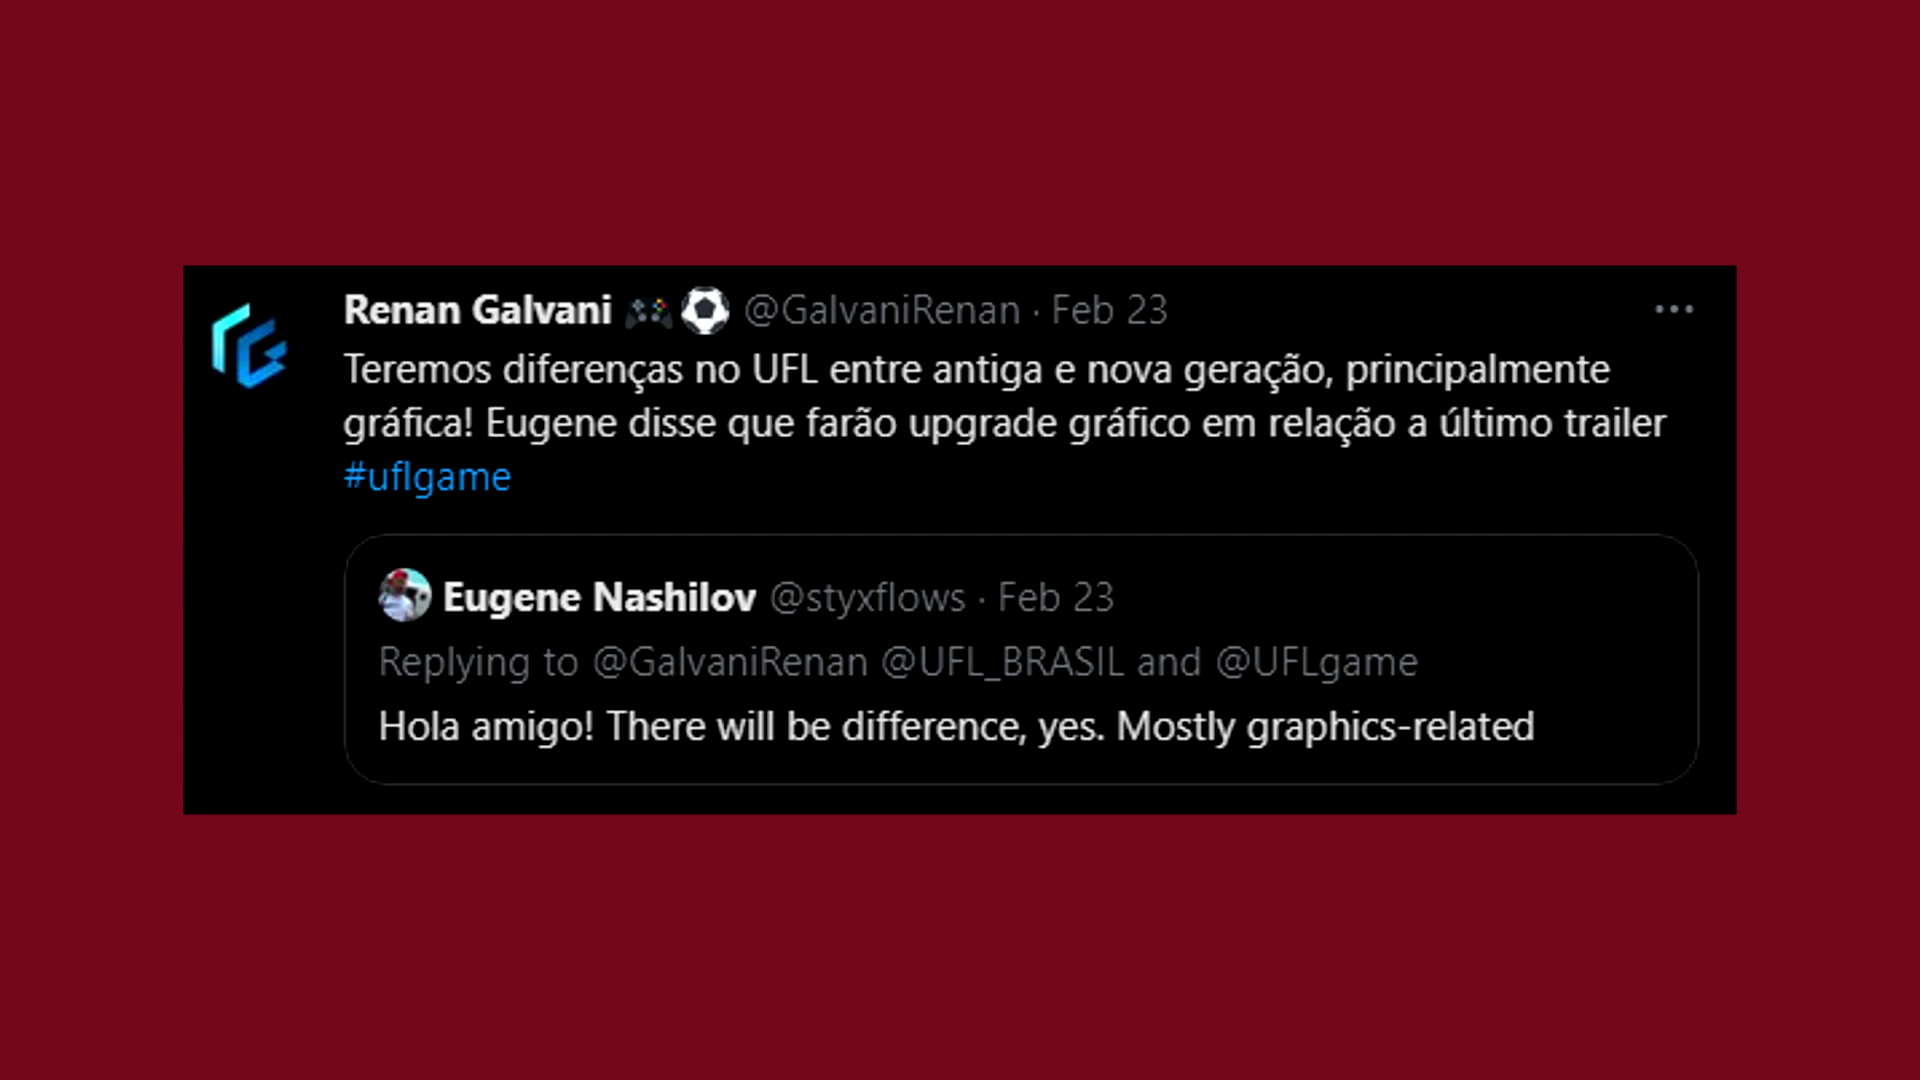 Renan Galvani 🎮⚽ @GalvaniRenan · Feb 23
Teremos diferenças no UFL entre antiga e nova geração, principalmente
gráfica! Eugene disse que farão upgrade gráfico em relação a último trailer
#uflgame
Eugene Nashilov @styxflows · Feb 23
Replying to @GalvaniRenan @UFL_BRASIL and @UFLgame
Hola amigo! There will be difference, yes. Mostly graphics-related